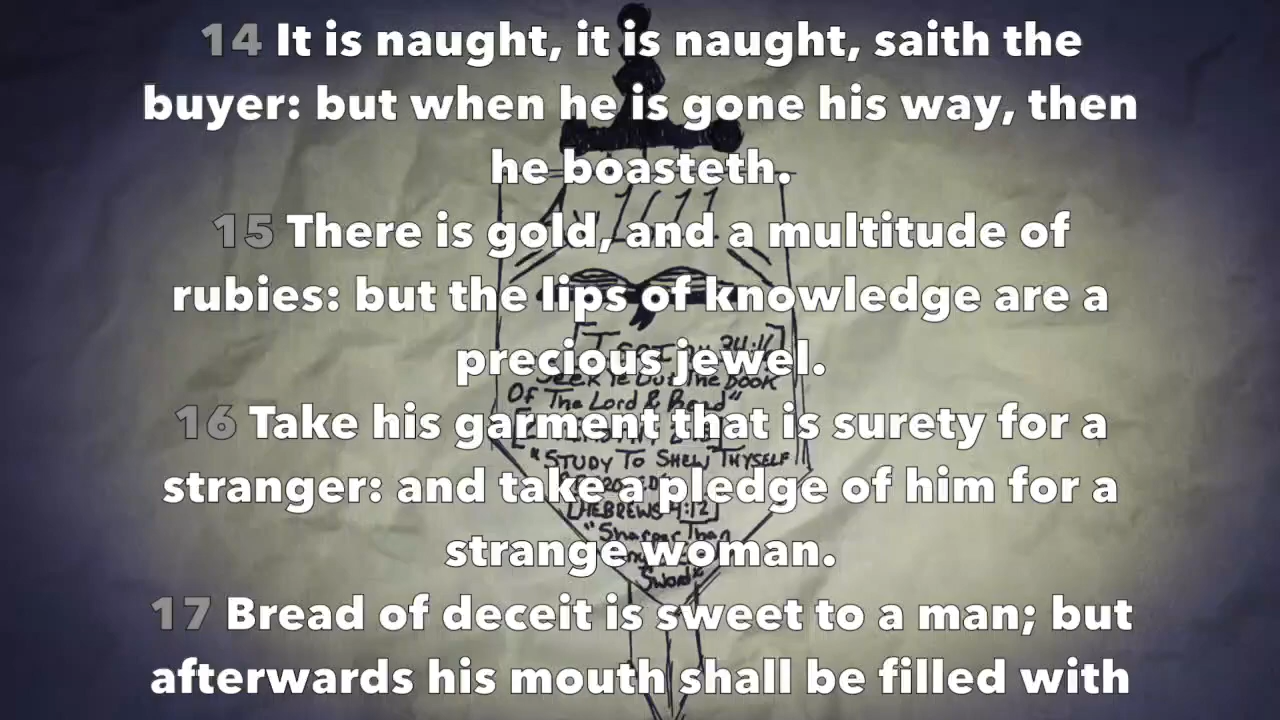 14 It is naught, it is naught, saith the
buyer: but when he is gone his way, then
he boasteth.
15 There is gold, and a multitude of
rubies: but the lips of knowledge are a
precious jewel.
16 Take his garment that is surety for a
stranger: and take a pledge of him for a
strange woman.
17 Bread of deceit is sweet to a man; but
afterwards his mouth shall be filled with
1611
34:16
Seek Ye Out The Book
Of The Lord & Read"
"STUDY TO SHEW THYSELF
[HEBREWS 4:12]
"Sharper Than
Sword"